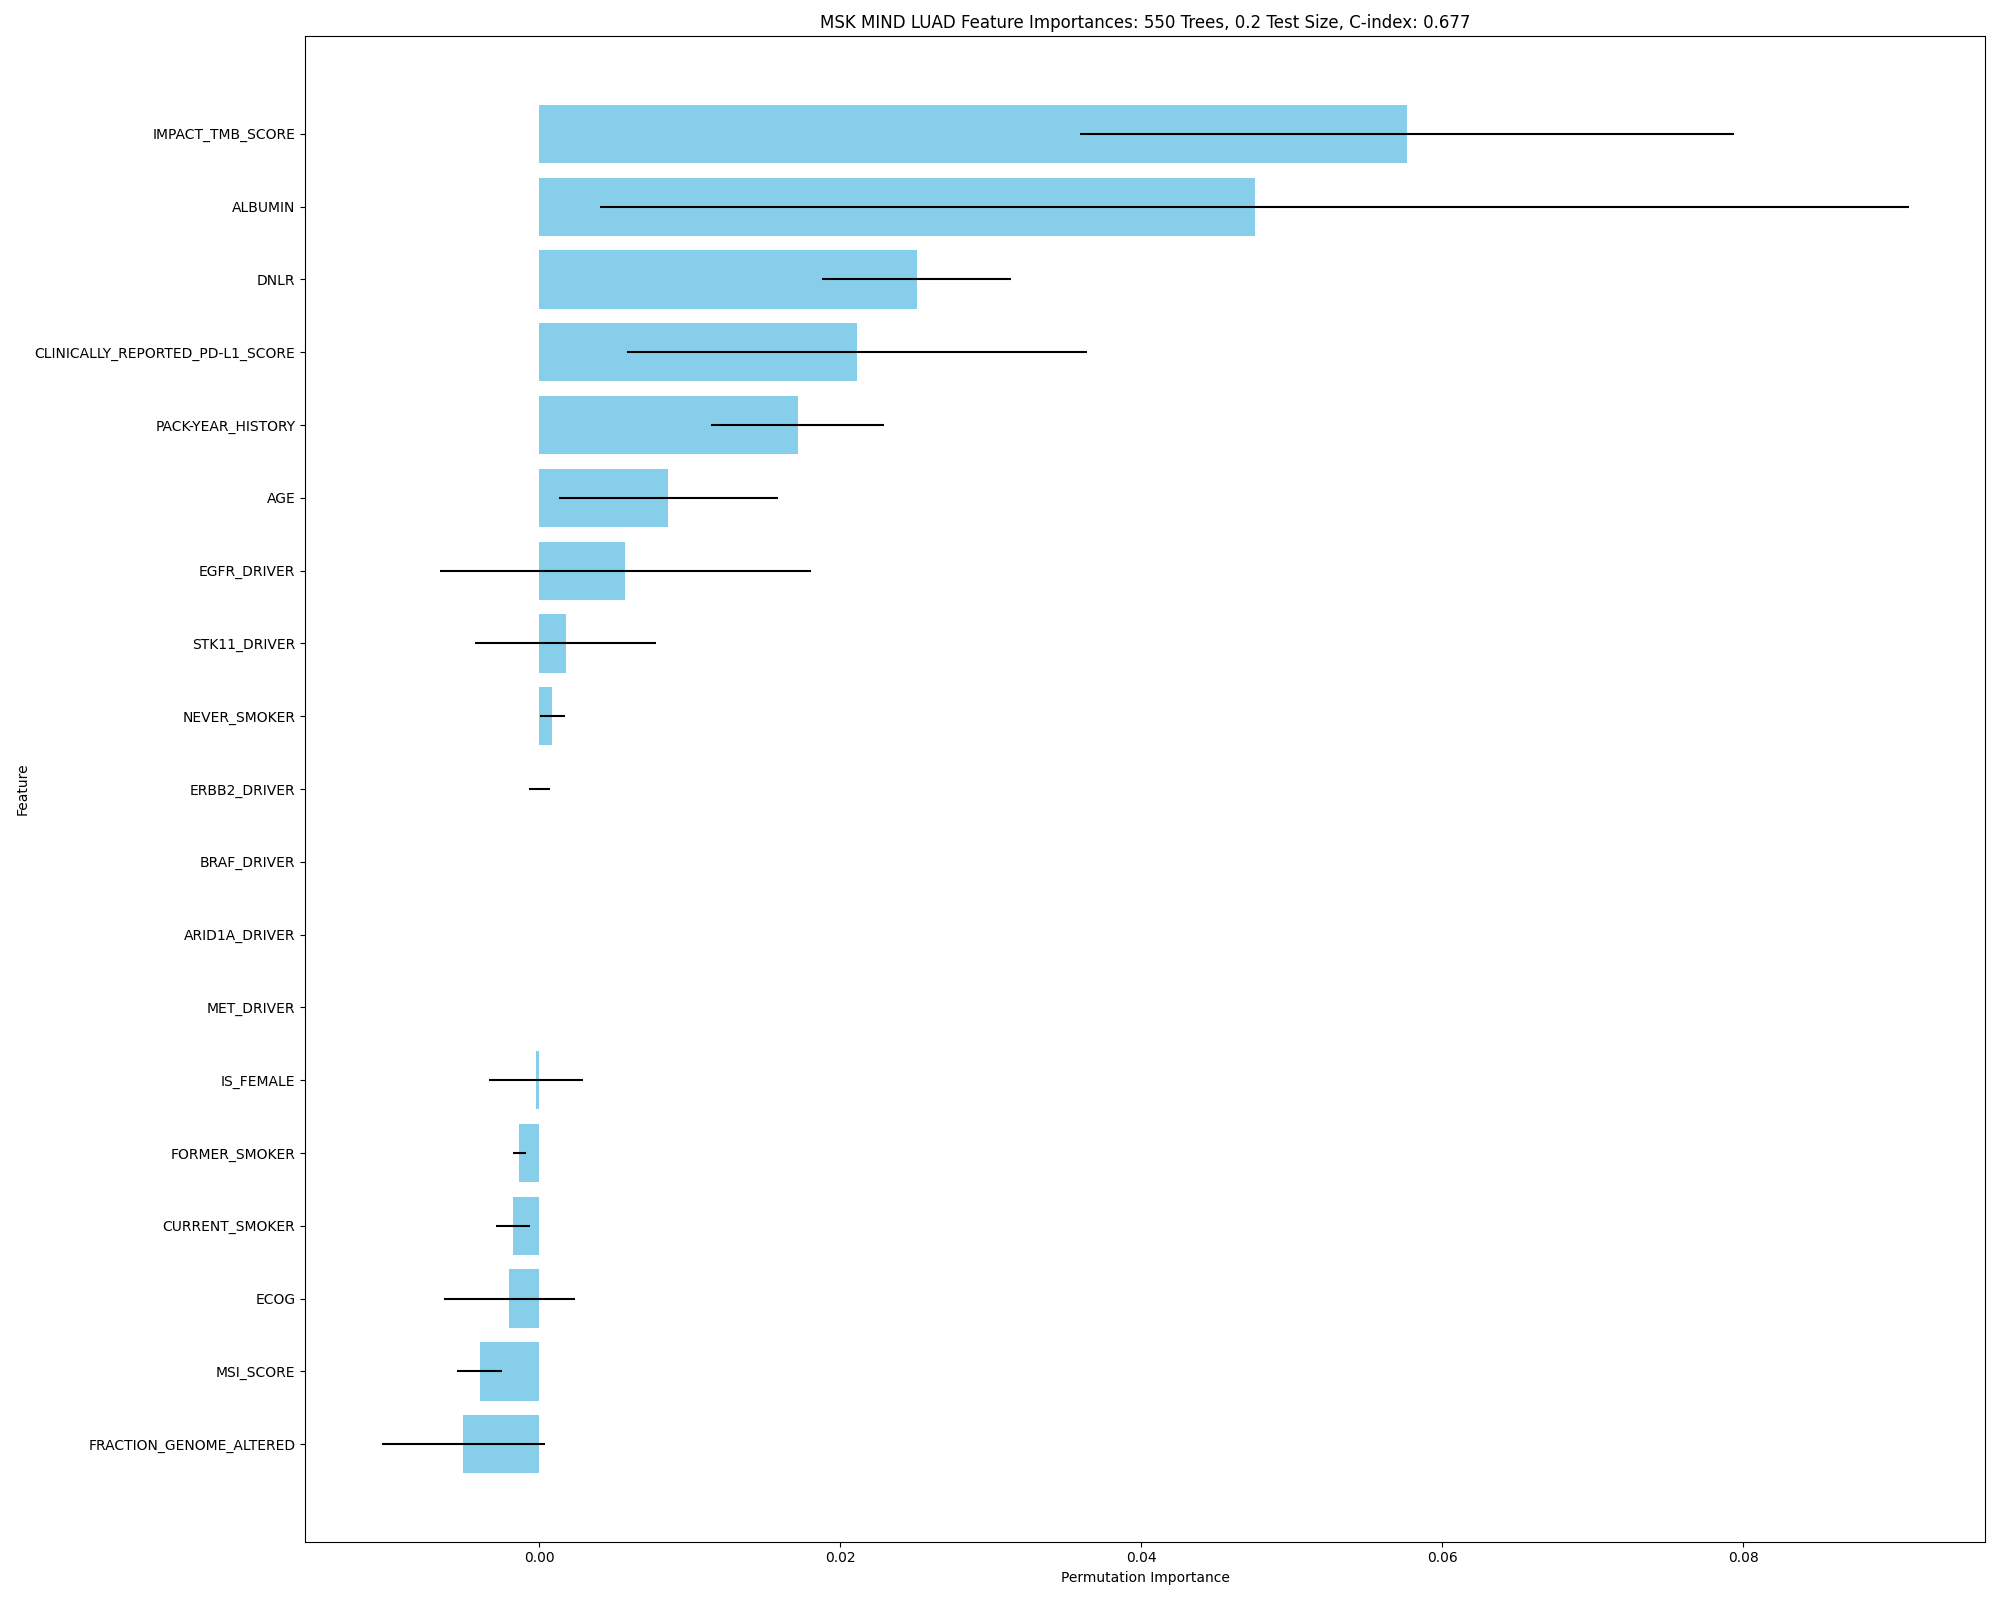 MSK MIND LUAD Feature Importances: 550 Trees, 0.2 Test Size, C-index: 0.677
IMPACT_TMB_SCORE
ALBUMIN
DNLR
CLINICALLY_REPORTED_PD-L1_SCORE
PACK-YEAR_HISTORY
AGE
EGFR_DRIVER
STK11_DRIVER
NEVER_SMOKER
ERBB2_DRIVER
BRAF_DRIVER
ARID1A_DRIVER
MET_DRIVER
IS_FEMALE
FORMER_SMOKER
CURRENT_SMOKER
ECOG
MSI_SCORE
FRACTION_GENOME_ALTERED
Feature
0.00 0.02 0.04 0.06 0.08
Permutation Importance